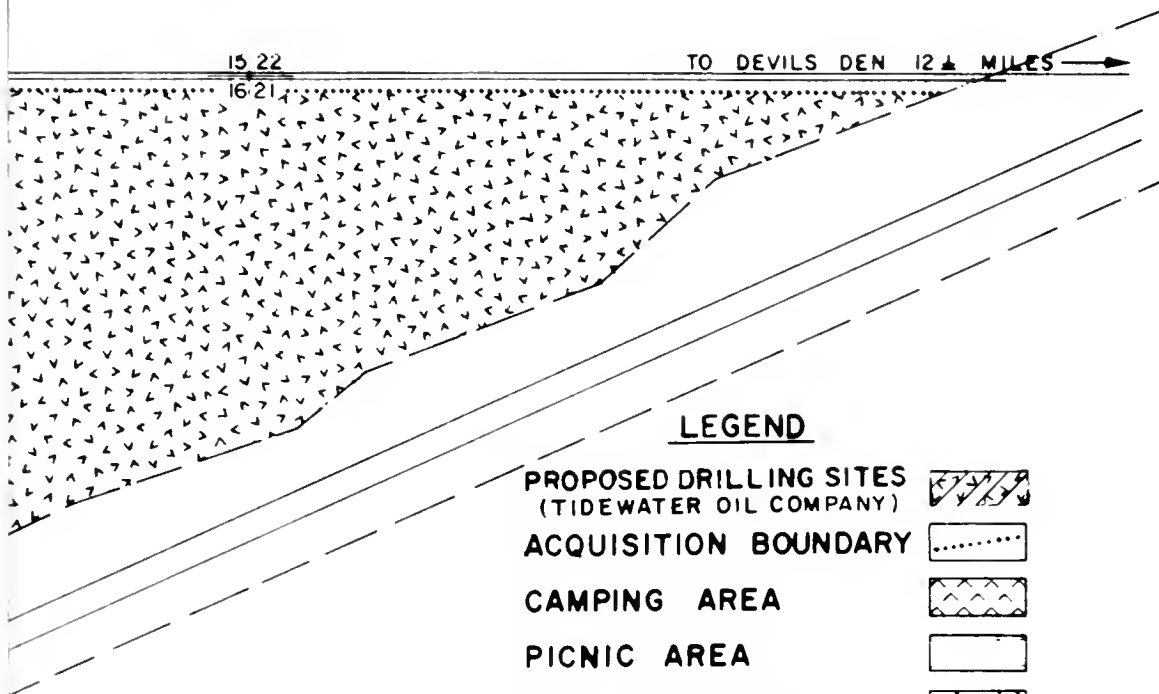 15 22
16 21
TO DEVILS DEN 12± MILES
LEGEND
PROPOSED DRILLING SITES
(TIDEWATER OIL COMPANY)
ACQUISITION BOUNDARY
CAMPING AREA
PICNIC AREA